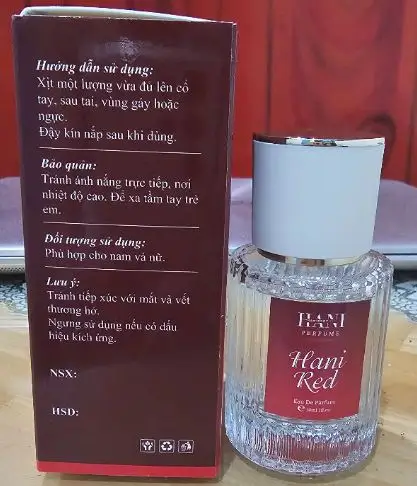 Hướng dẫn sử dụng:
Xịt một lượng vừa đủ lên cổ
tay, sau tai, vùng gáy hoặc
ngực.
Đậy kín nắp sau khi dùng.
Bảo quản:
Tránh ánh nắng trực tiếp, nơi
nhiệt độ cao. Để xa tầm tay trẻ
em.
Đối tượng sử dụng:
Phù hợp cho nam và nữ.
Lưu ý:
Tránh tiếp xúc với mắt và vết
thương hở.
Ngưng sử dụng nếu có dấu
hiệu kích ứng.
NSX:
HSD:
HANI
PERFUME
Hani
Red
Eau De Parfum